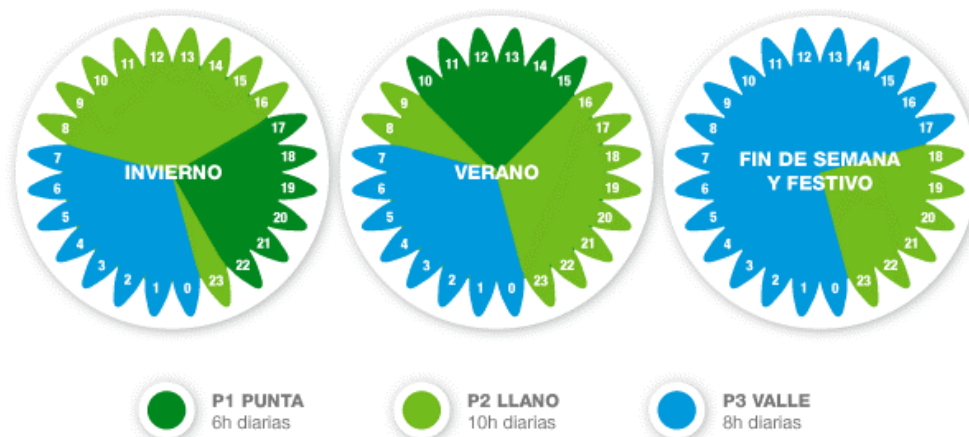 12 13
11 14
10 15
9 16
8 17
7 18
6 19
5 20
4 21
3 22
2 1 0 23
INVIERNO
12 13
11 14
10 15
9 16
8 17
7 18
6 19
5 20
4 21
3 22
2 1 0 23
VERANO
12 13
11 14
10 15
9 16
8 17
7 18
6 19
5 20
4 21
3 22
2 1 0 23
FIN DE SEMANA
Y FESTIVO
P1 PUNTA
6h diarias
P2 LLANO
10h diarias
P3 VALLE
8h diarias